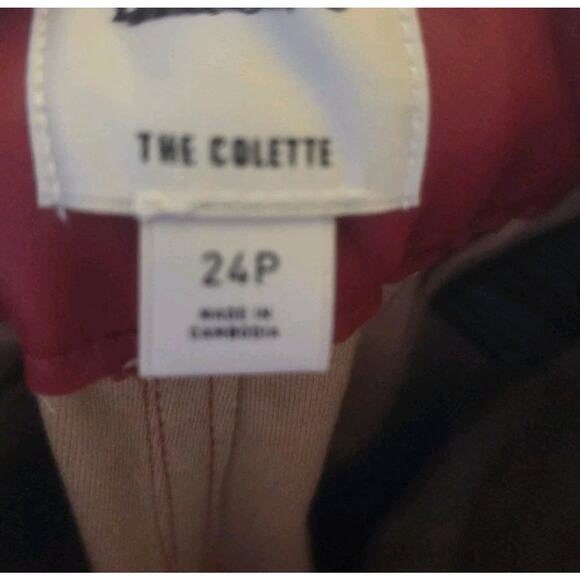 THE COLETTE
24P
MADE IN
CAMBODIA